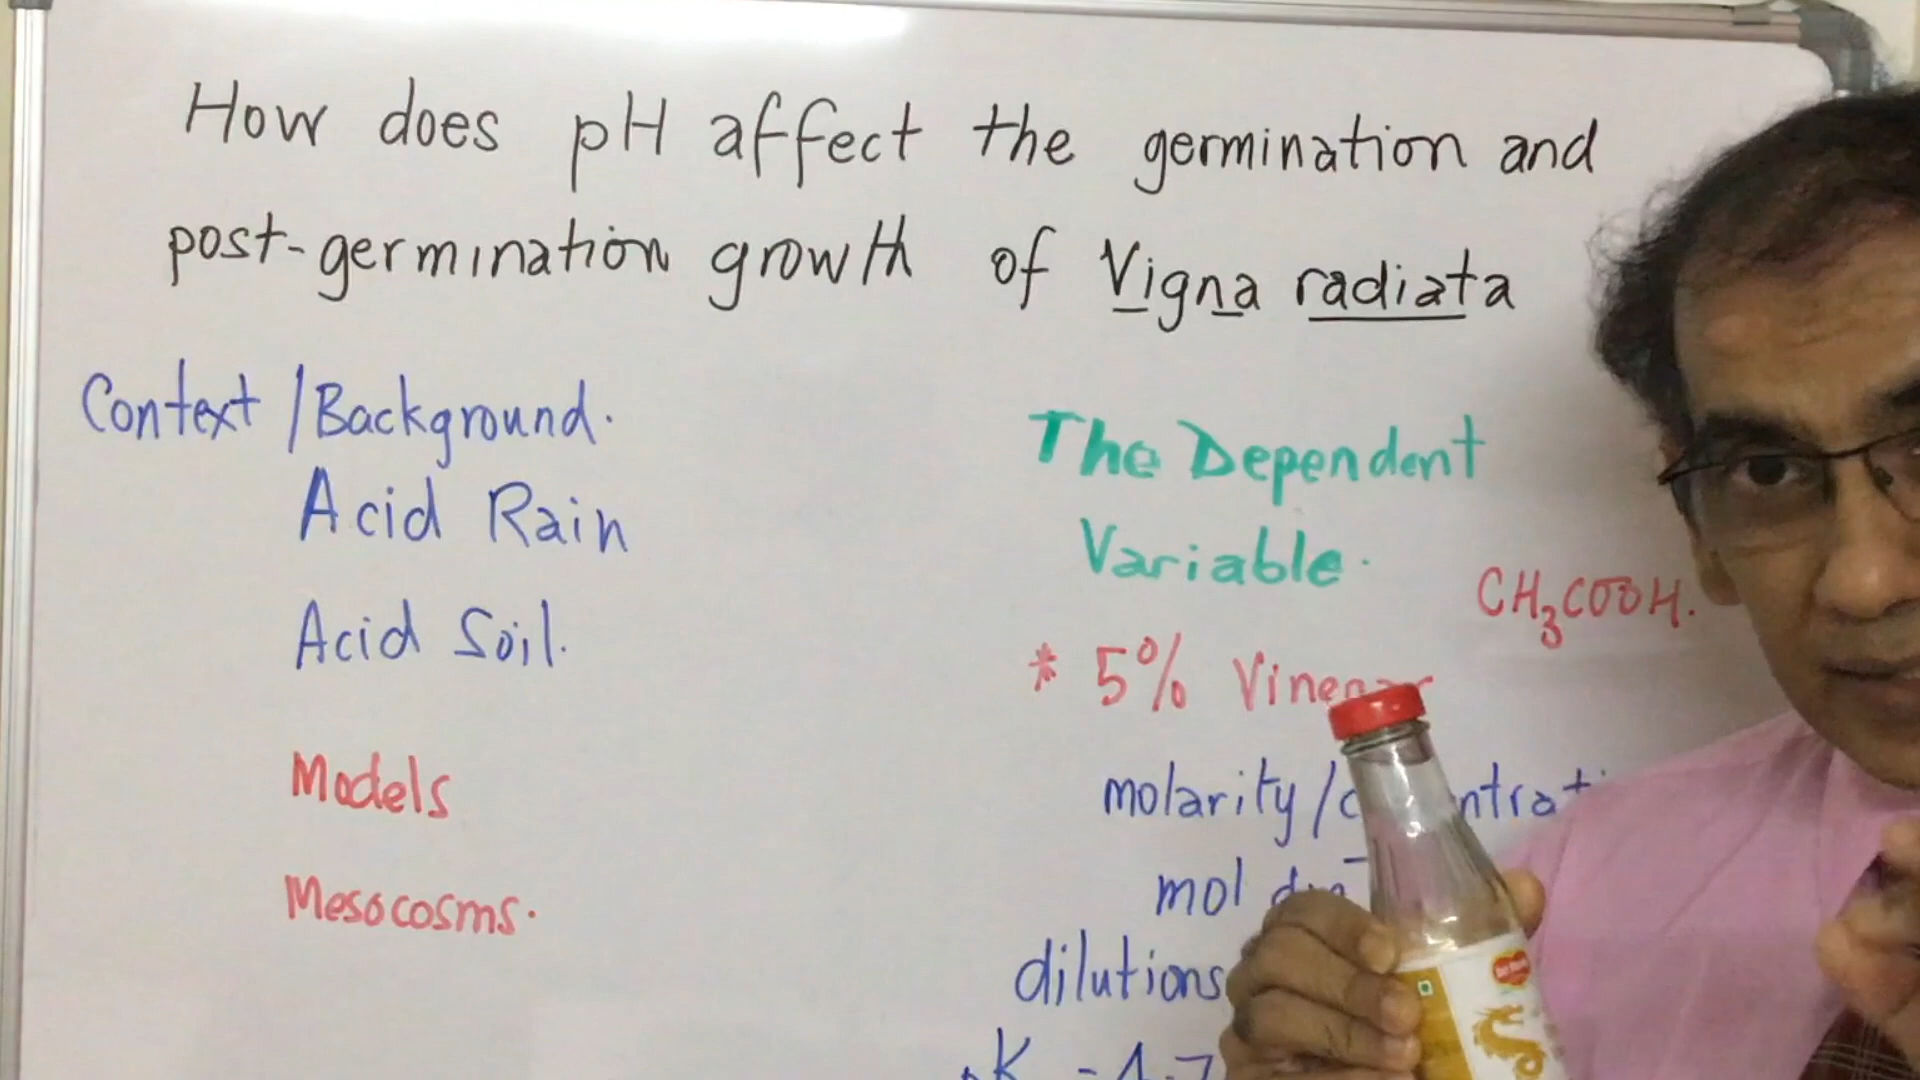 How does pH affect the germination and
post-germination growth of Vigna radiata
Context / Background.
Acid Rain
Acid Soil.
Models
Mesocosms.
The Dependent
Variable.
CH3COOH.
* 5% Vinegar
molarity /
mol
dilutions